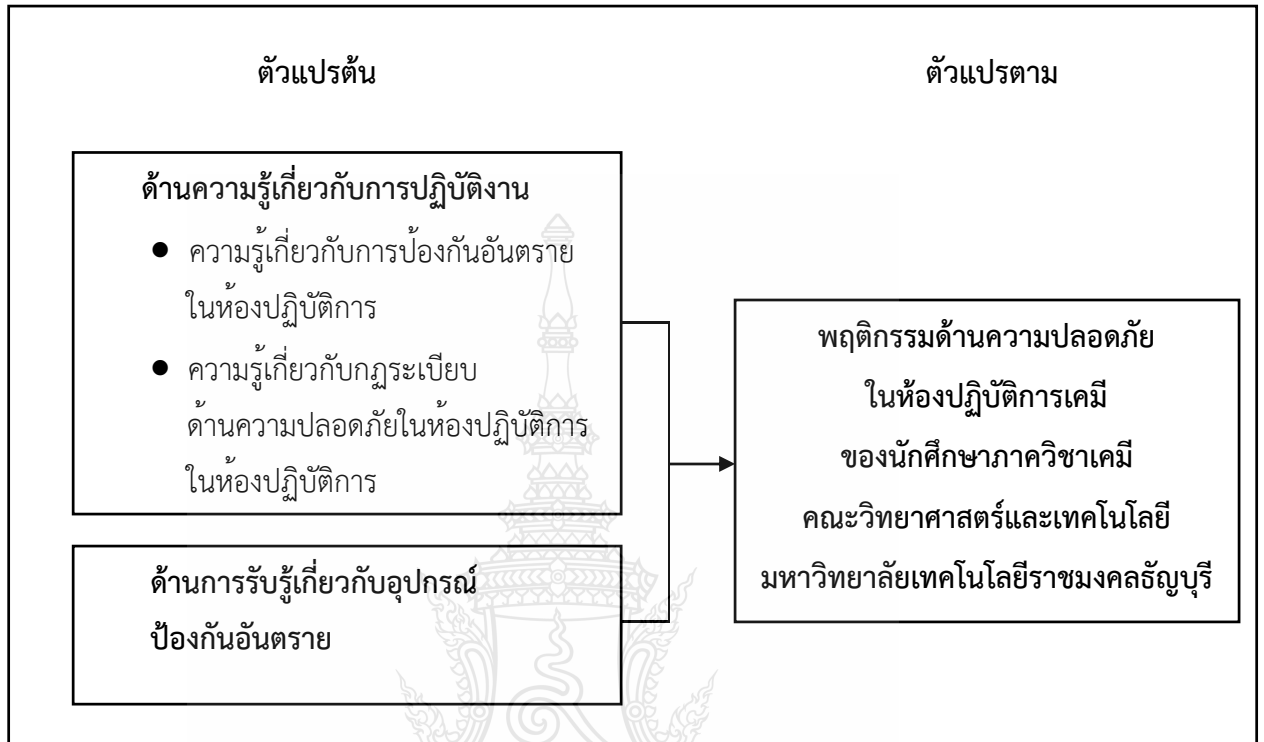 ตัวแปรต้น
ตัวแปรตาม
ด้านความรู้เกี่ยวกับการปฏิบัติงาน
● ความรู้เกี่ยวกับการป้องกันอันตราย
ในห้องปฏิบัติการ
● ความรู้เกี่ยวกับกฏระเบียบ
ด้านความปลอดภัยในห้องปฏิบัติการ
ในห้องปฏิบัติการ
ด้านการรับรู้เกี่ยวกับอุปกรณ์
ป้องกันอันตราย
พฤติกรรมด้านความปลอดภัย
ในห้องปฏิบัติการเคมี
ของนักศึกษาภาควิชาเคมี
คณะวิทยาศาสตร์และเทคโนโลยี
มหาวิทยาลัยเทคโนโลยีราชมงคลธัญบุรี